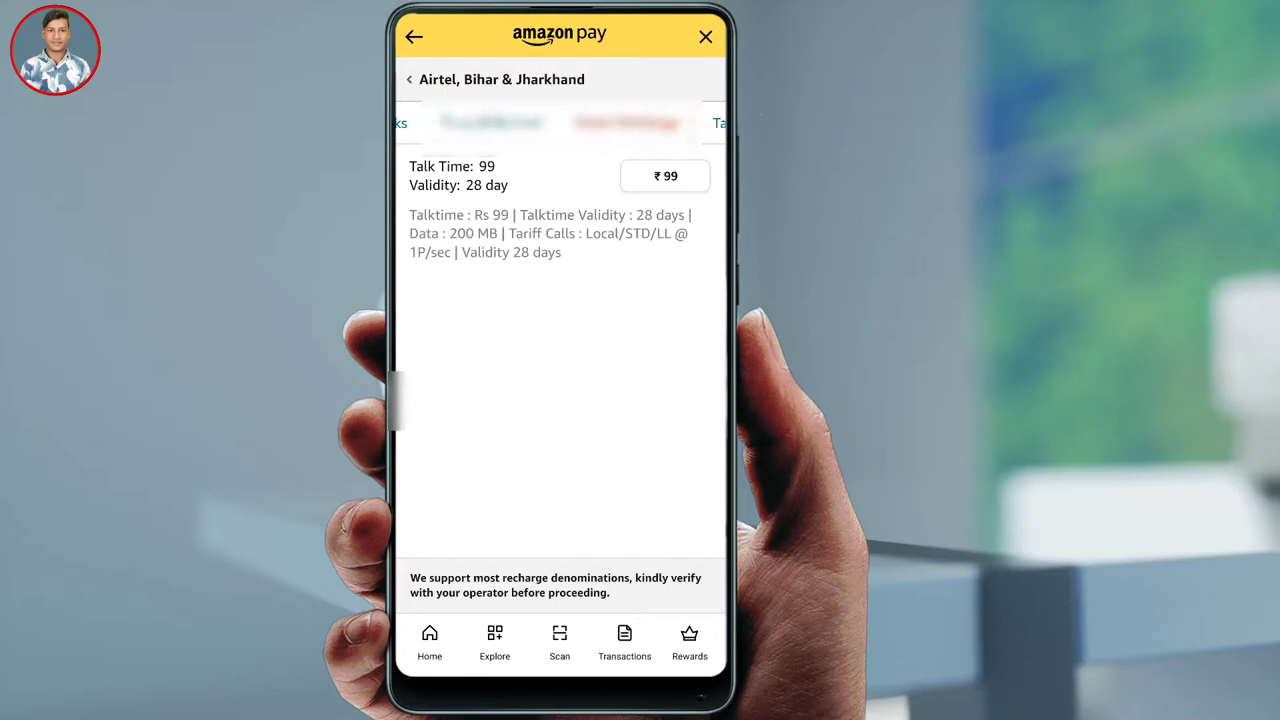 amazon pay
Airtel, Bihar & Jharkhand
ks
Ta
Talk Time: 99
Validity: 28 day
₹ 99
Talktime : Rs 99 | Talktime Validity : 28 days |
Data : 200 MB | Tariff Calls : Local/STD/LL @
1P/sec | Validity 28 days
We support most recharge denominations, kindly verify
with your operator before proceeding.
Home Explore Scan Transactions Rewards